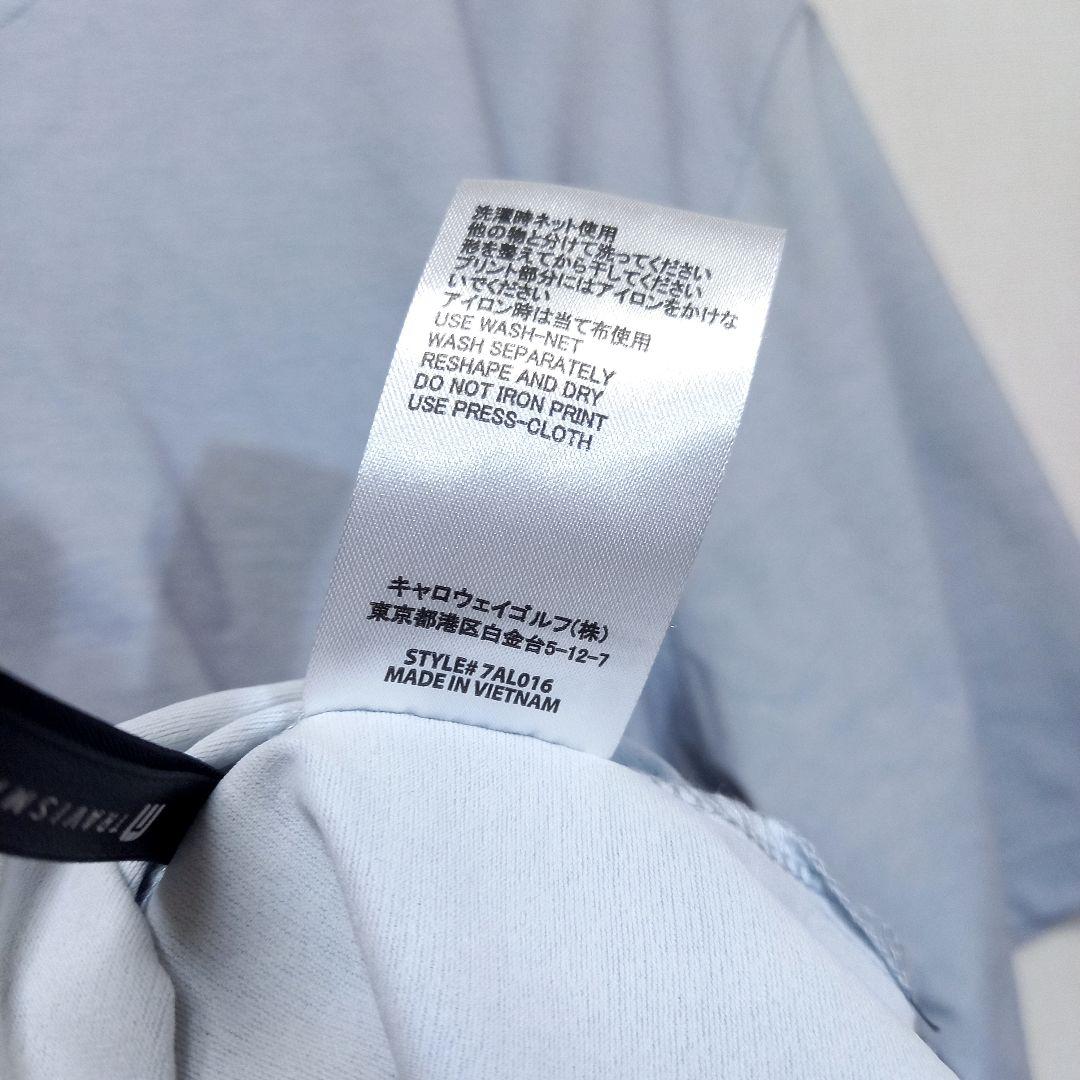 洗濯時ネット使用
他の物と分けて洗ってください
形を整えてから干してください
プリント部分にはアイロンをかけな
いでください
アイロン時は当て布使用
USE WASH-NET
WASH SEPARATELY
RESHAPE AND DRY
DO NOT IRON PRINT
USE PRESS-CLOTH
キャロウェイゴルフ(株)
東京都港区白金台5-12-7
STYLE# 7AL016
MADE IN VIETNAM
TRAVISM